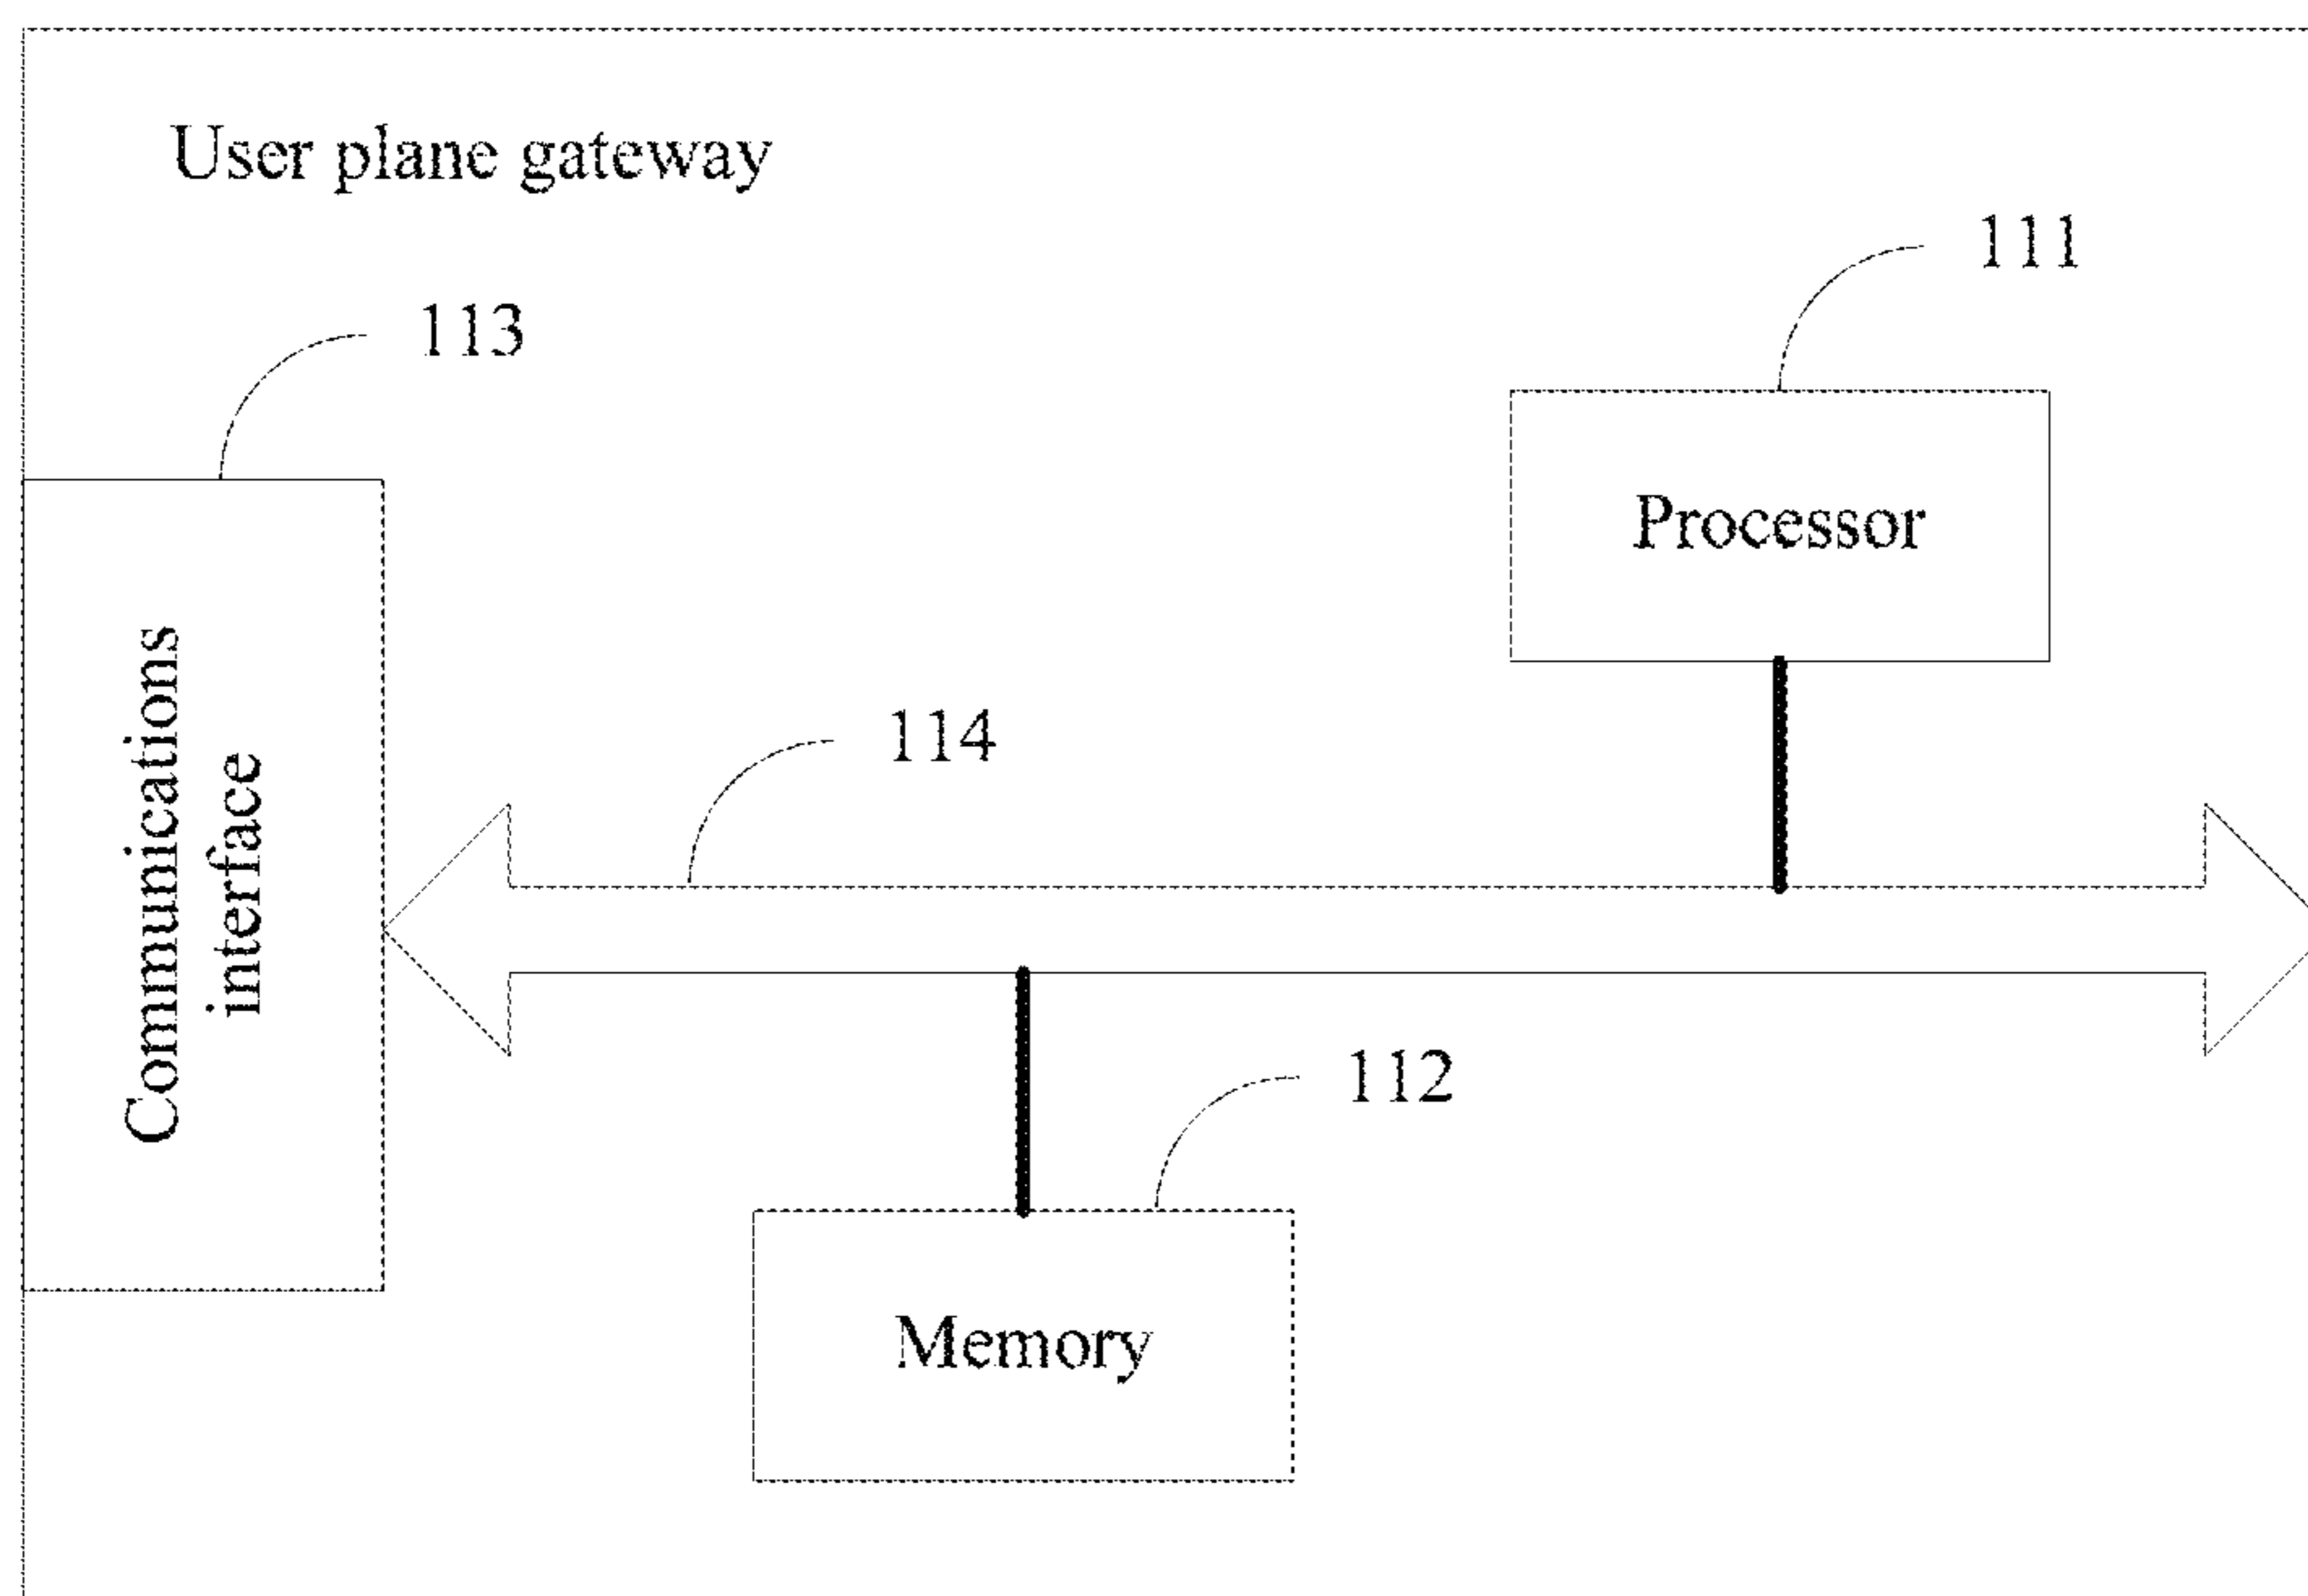 User plane gateway
111
113
Processor
Communications
interface
114
112
Memory